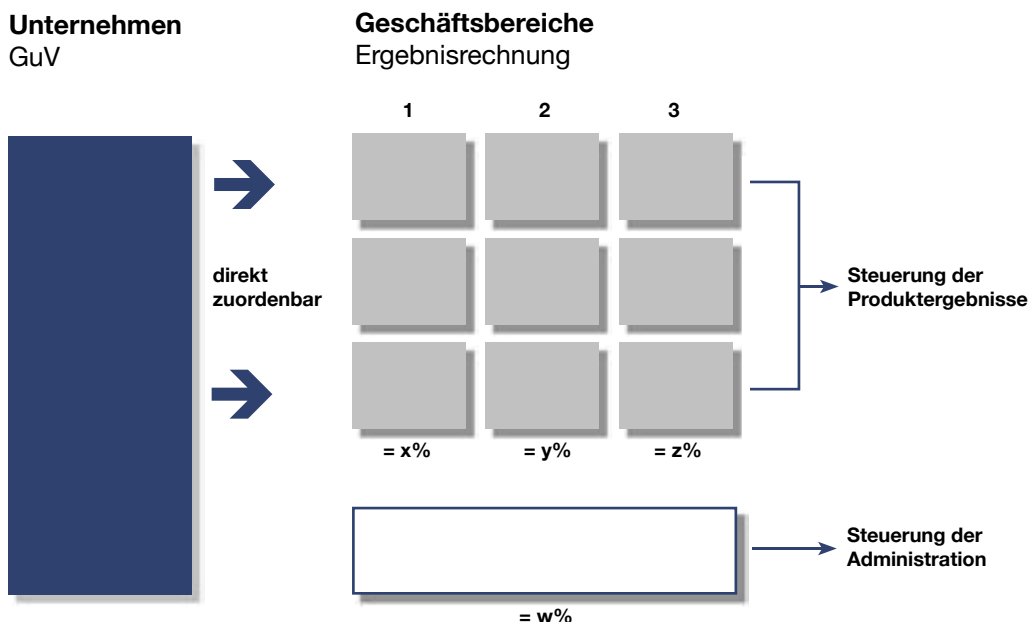 Unternehmen
GuV
Geschäftsbereiche
Ergebnisrechnung
1 2 3
direkt
zuordenbar
Steuerung der
Produktergebnisse
= x% = y% = z%
Steuerung der
Administration
= w%